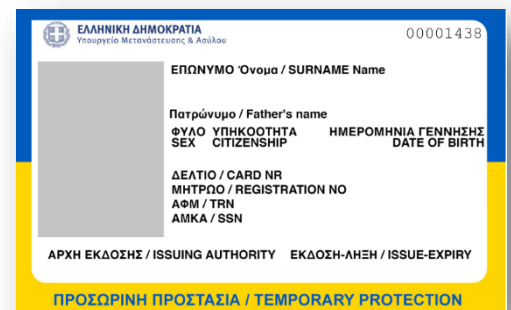 ΕΛΛΗΝΙΚΗ ΔΗΜΟΚΡΑΤΙΑ
Υπουργείο Μετανάστευσης & Ασύλου
00001438
ΕΠΩΝΥΜΟ Όνομα / SURNAME Name
Πατρώνυμο / Father's name
ΦΥΛΟ ΥΠΗΚΟΟΤΗΤΑ ΗΜΕΡΟΜΗΝΙΑ ΓΕΝΝΗΣΗΣ
SEX CITIZENSHIP DATE OF BIRTH
ΔΕΛΤΙΟ / CARD NR
ΜΗΤΡΩΟ / REGISTRATION NO
ΑΦΜ / TRN
ΑΜΚΑ / SSN
ΑΡΧΗ ΕΚΔΟΣΗΣ / ISSUING AUTHORITY ΕΚΔΟΣΗ-ΛΗΞΗ / ISSUE-EXPIRY
ΠΡΟΣΩΡΙΝΗ ΠΡΟΣΤΑΣΙΑ / TEMPORARY PROTECTION